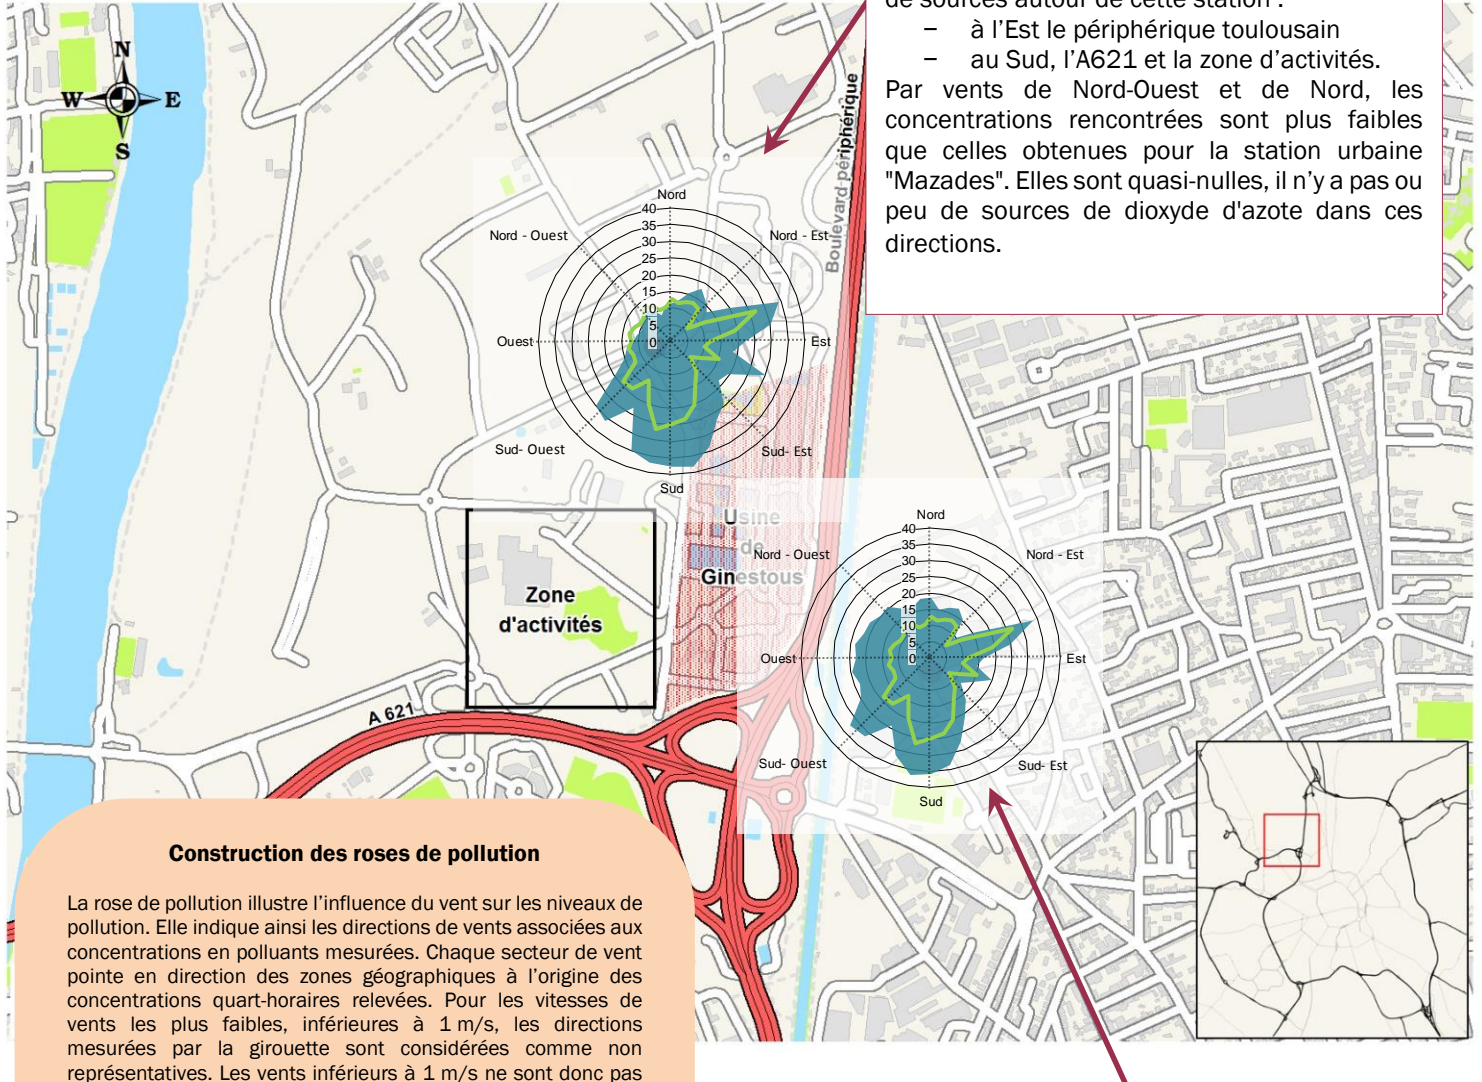 de sources autour de cette station :
− à l’Est le périphérique toulousain
− au Sud, l’A621 et la zone d’activités.
Par vents de Nord-Ouest et de Nord, les
concentrations rencontrées sont plus faibles
que celles obtenues pour la station urbaine
"Mazades". Elles sont quasi-nulles, il n’y a pas ou
peu de sources de dioxyde d'azote dans ces
directions.
N
W E
S
Boulevard périphérique
Nord
40
35
30
25
20
15
10
5
0
Nord - Ouest
Nord - Est
Ouest
Est
Sud- Ouest
Sud- Est
Sud
Usine
de
Ginestous
Zone
d'activités
A 621
Nord
40
35
30
25
20
15
10
5
0
Nord - Ouest
Nord - Est
Ouest
Est
Sud- Ouest
Sud- Est
Sud
Construction des roses de pollution
La rose de pollution illustre l’influence du vent sur les niveaux de
pollution. Elle indique ainsi les directions de vents associées aux
concentrations en polluants mesurées. Chaque secteur de vent
pointe en direction des zones géographiques à l’origine des
concentrations quart-horaires relevées. Pour les vitesses de
vents les plus faibles, inférieures à 1 m/s, les directions
mesurées par la girouette sont considérées comme non
représentatives. Les vents inférieurs à 1 m/s ne sont donc pas